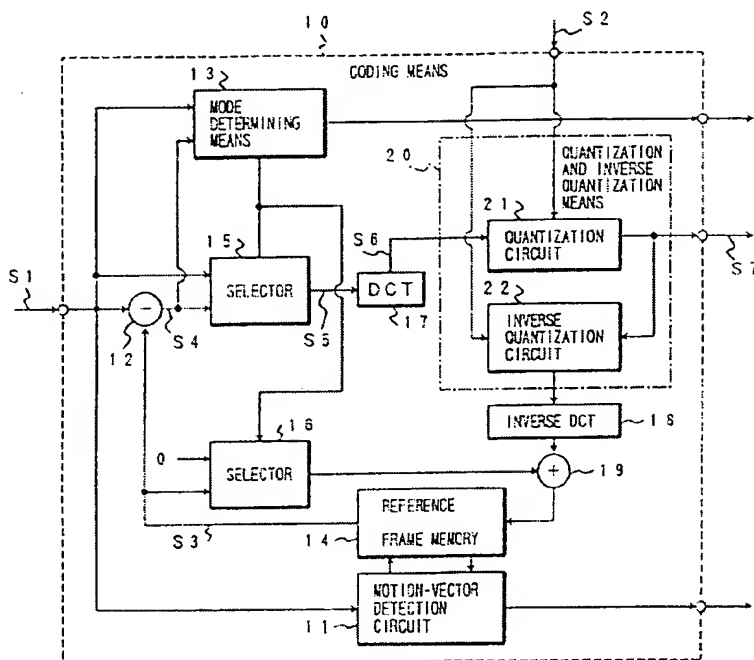 10
S2
CODING MEANS
13
MODE
DETERMINING
MEANS
20
QUANTIZATION
AND INVERSE
QUANTIZATION
MEANS
21
QUANTIZATION
CIRCUIT
S7
15
SELECTOR
S6
S1
12
S4
S5
DCT
17
22
INVERSE
QUANTIZATION
CIRCUIT
INVERSE DCT
18
16
0
SELECTOR
19
S3
REFERENCE
FRAME MEMORY
14
MOTION-VECTOR
DETECTION
CIRCUIT
11